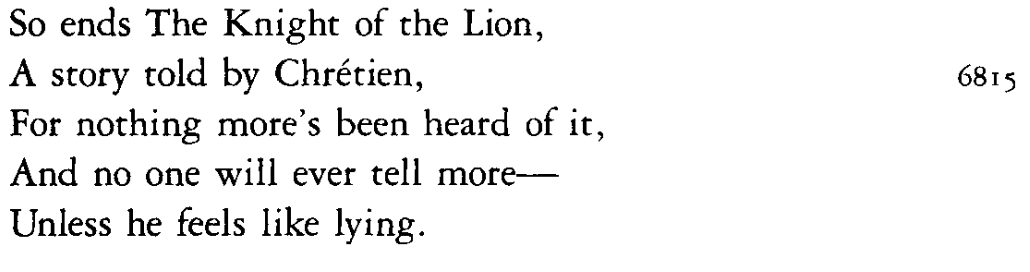 So ends The Knight of the Lion,
A story told by Chrétien, 6815
For nothing more's been heard of it,
And no one will ever tell more—
Unless he feels like lying.